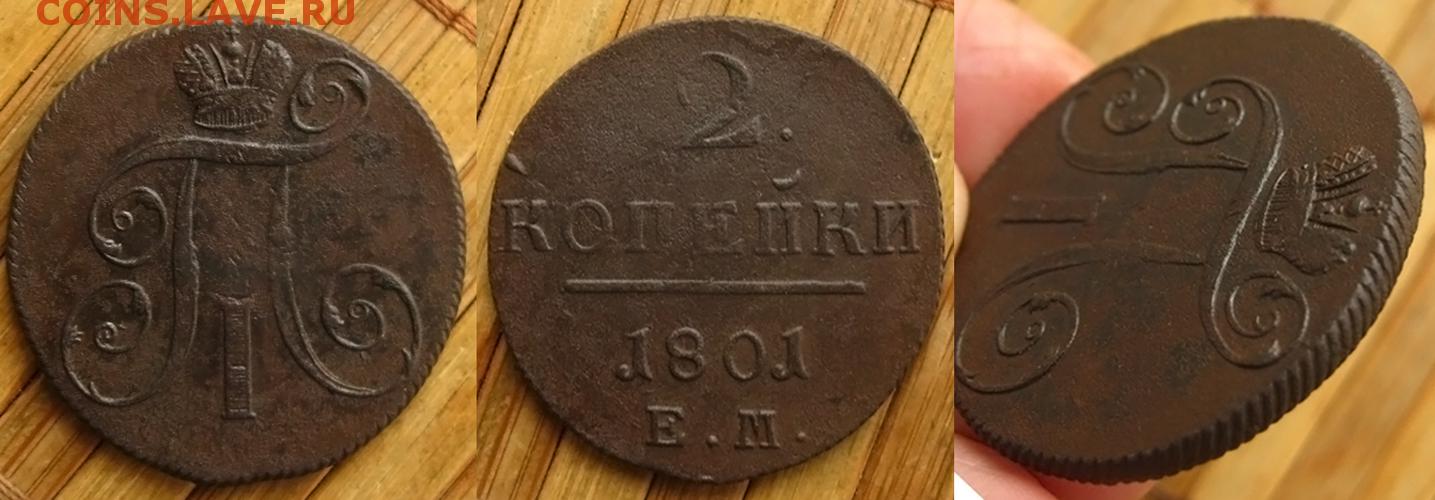 COINS.LAVE.RU
П
I
2.
КОПЕЙКИ
1801
Е.М.
П
I